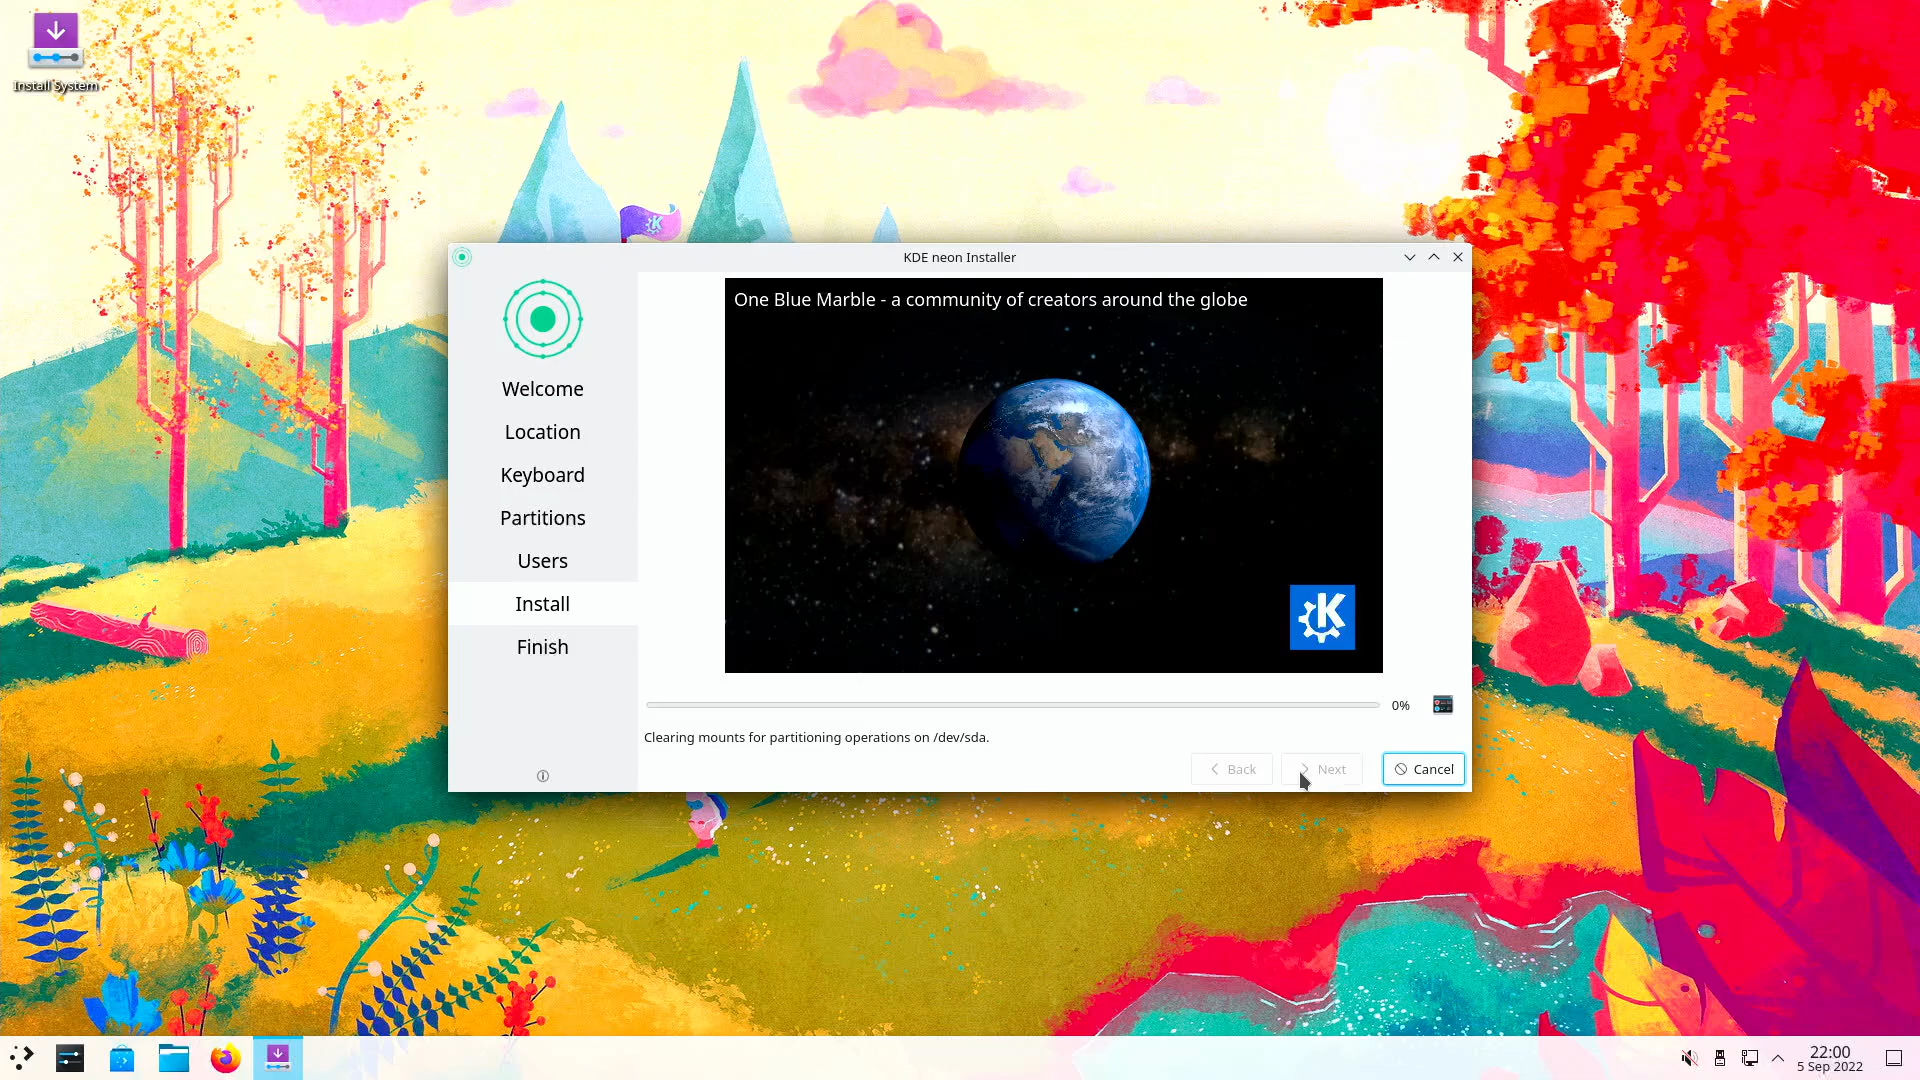 Install System
KDE neon Installer
One Blue Marble - a community of creators around the globe
Welcome
Location
Keyboard
Partitions
Users
Install
Finish
0%
Clearing mounts for partitioning operations on /dev/sda.
Back
Next
Cancel
22:00
5 Sep 2022